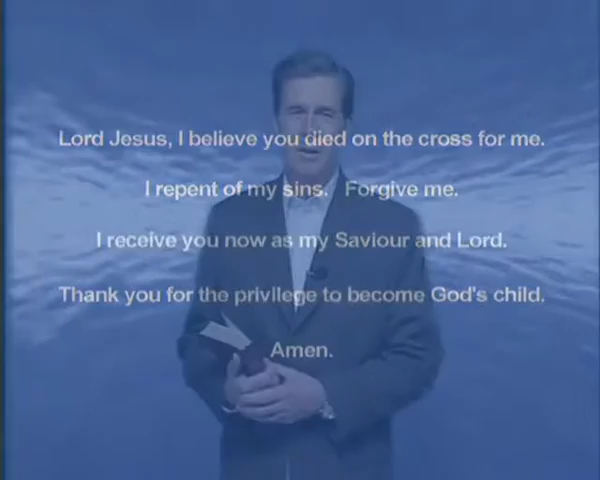 Lord Jesus, I believe you died on the cross for me.
I repent of my sins. Forgive me.
I receive you now as my Saviour and Lord.
Thank you for the privilege to become God's child.
Amen.